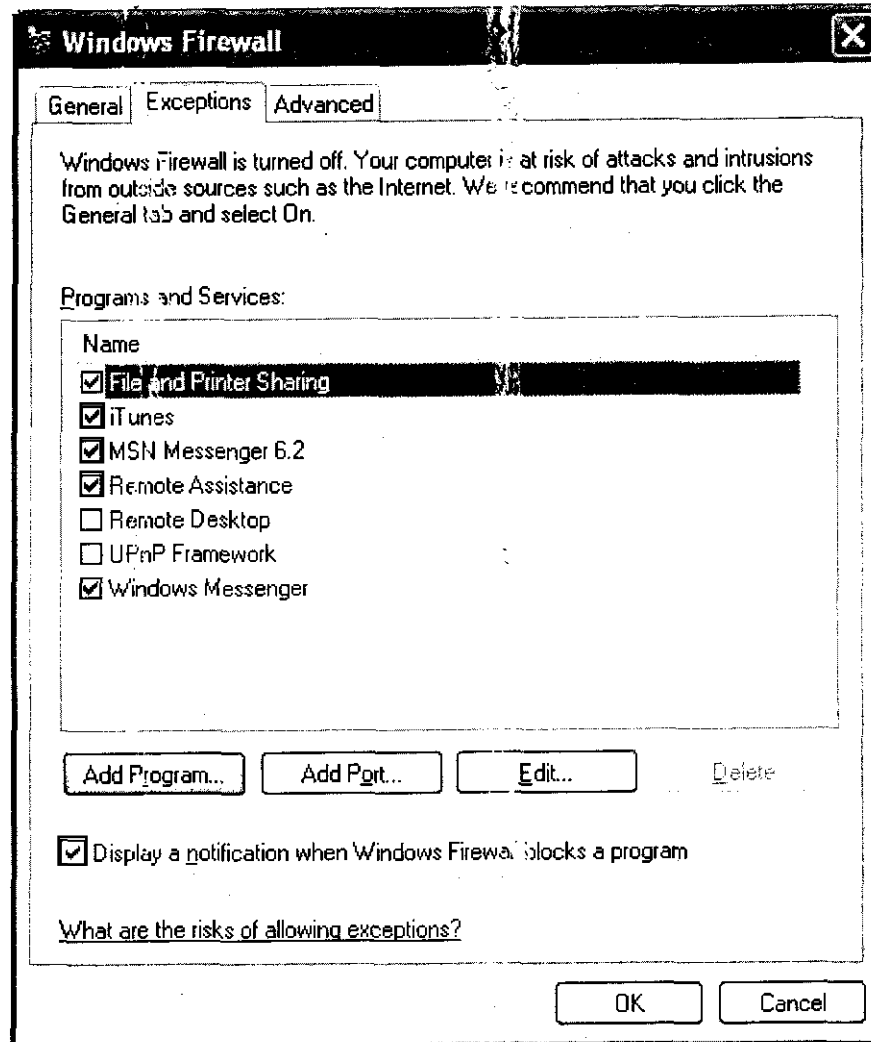 Windows Firewall
General Exceptions Advanced
Windows Firewall is turned off. Your computer is at risk of attacks and intrusions
from outside sources such as the Internet. We recommend that you click the
General tab and select On.
Programs and Services:
Name
File and Printer Sharing
iTunes
MSN Messenger 6.2
Remote Assistance
Remote Desktop
UPnP Framework
Windows Messenger
Add Program... Add Port... Edit... Delete
Display a notification when Windows Firewall blocks a program
What are the risks of allowing exceptions?
OK Cancel